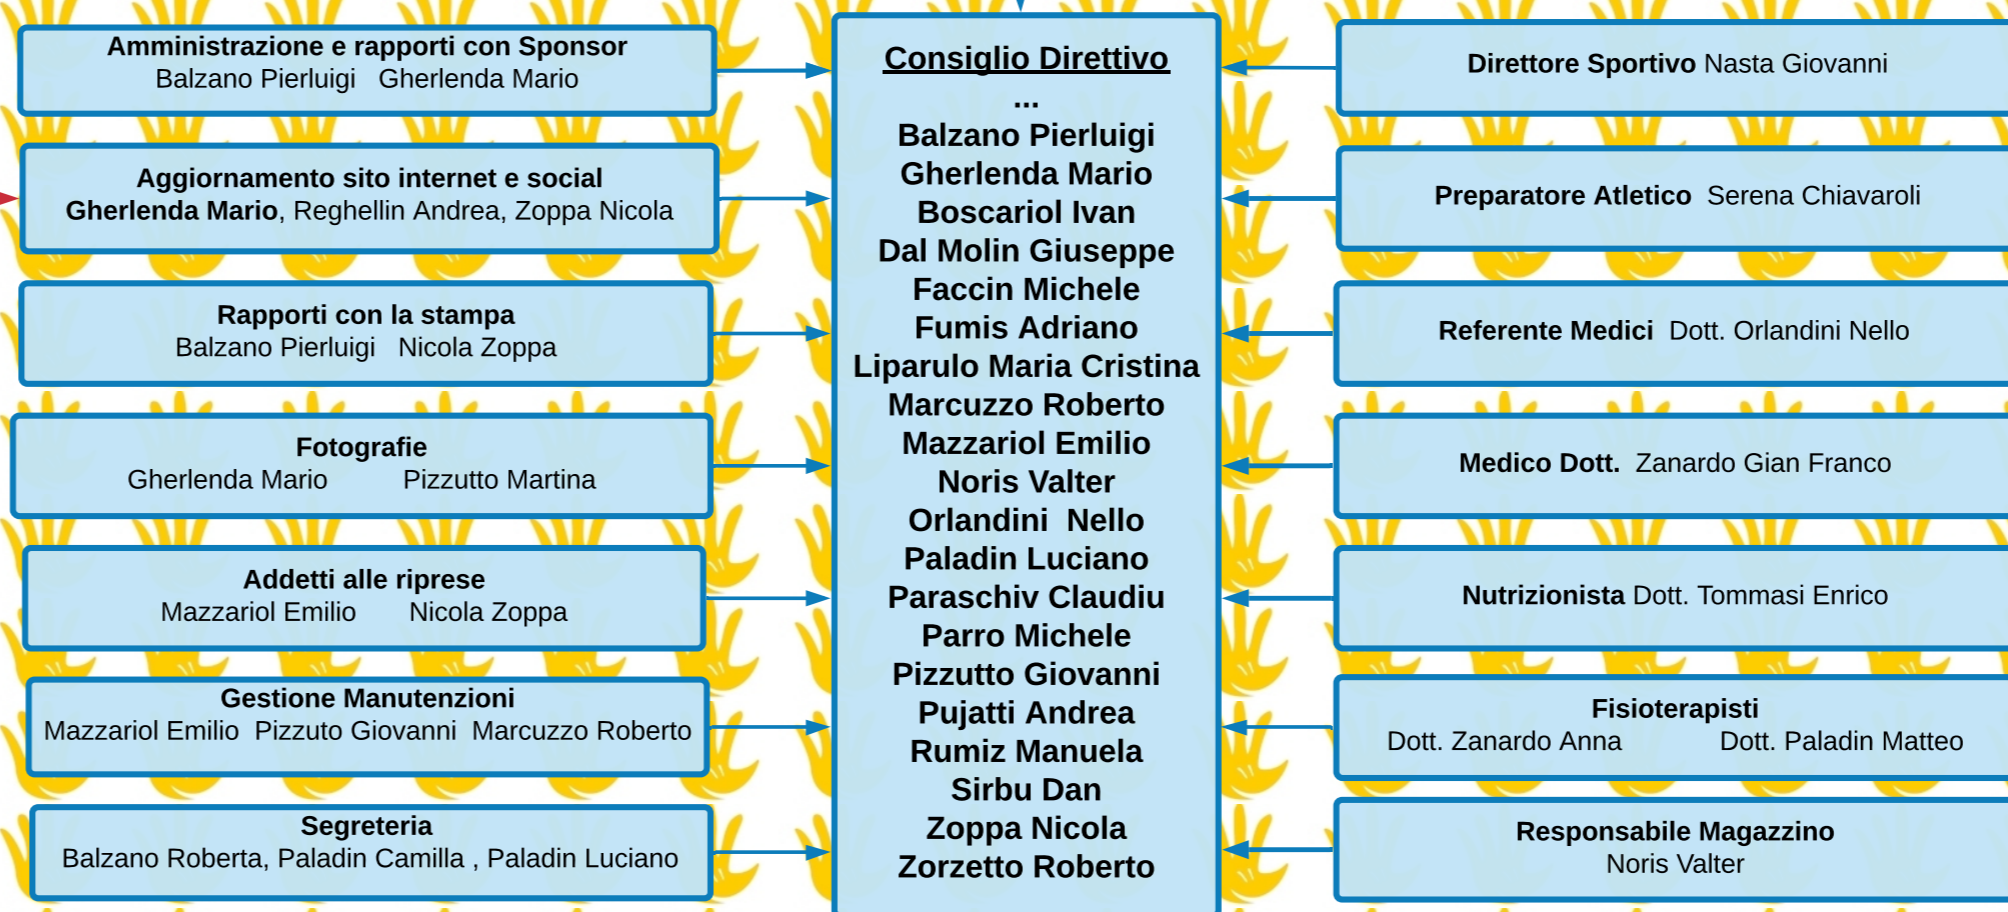 Amministrazione e rapporti con Sponsor
Balzano Pierluigi   Gherlenda Mario
Aggiornamento sito internet e social
Gherlenda Mario, Reghellin Andrea, Zoppa Nicola
Rapporti con la stampa
Balzano Pierluigi   Nicola Zoppa
Fotografie
Gherlenda Mario   Pizzutto Martina
Addetti alle riprese
Mazzariol Emilio   Nicola Zoppa
Gestione Manutenzioni
Mazzariol Emilio  Pizzuto Giovanni  Marcuzzo Roberto
Segreteria
Balzano Roberta, Paladin Camilla , Paladin Luciano
Consiglio Direttivo
...
Balzano Pierluigi
Gherlenda Mario
Boscariol Ivan
Dal Molin Giuseppe
Faccin Michele
Fumis Adriano
Liparulo Maria Cristina
Marcuzzo Roberto
Mazzariol Emilio
Noris Valter
Orlandini  Nello
Paladin Luciano
Paraschiv Claudiu
Parro Michele
Pizzutto Giovanni
Pujatti Andrea
Rumiz Manuela
Sirbu Dan
Zoppa Nicola
Zorzetto Roberto
Direttore Sportivo Nasta Giovanni
Preparatore Atletico  Serena Chiavaroli
Referente Medici  Dott. Orlandini Nello
Medico Dott.  Zanardo Gian Franco
Nutrizionista Dott. Tommasi Enrico
Fisioterapisti
Dott. Zanardo Anna   Dott. Paladin Matteo
Responsabile Magazzino
Noris Valter